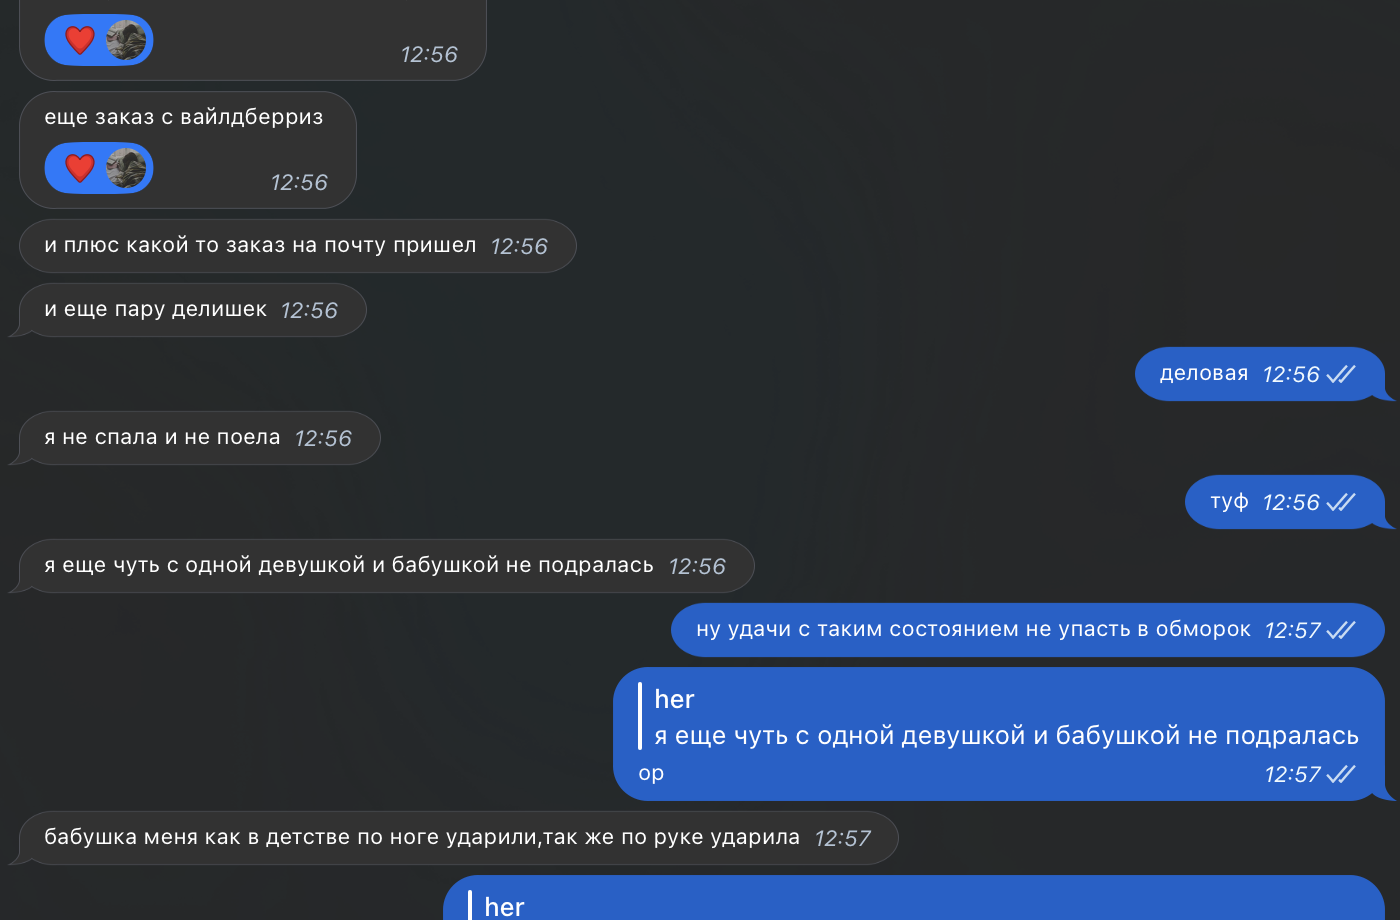 12:56
еще заказ с вайлдберриз
12:56
и плюс какой то заказ на почту пришел 12:56
и еще пару делишек 12:56
деловая 12:56
я не спала и не поела 12:56
туф 12:56
я еще чуть с одной девушкой и бабушкой не подралась 12:56
ну удачи с таким состоянием не упасть в обморок 12:57
her
я еще чуть с одной девушкой и бабушкой не подралась
ор 12:57
бабушка меня как в детстве по ноге ударили,так же по руке ударила 12:57
her